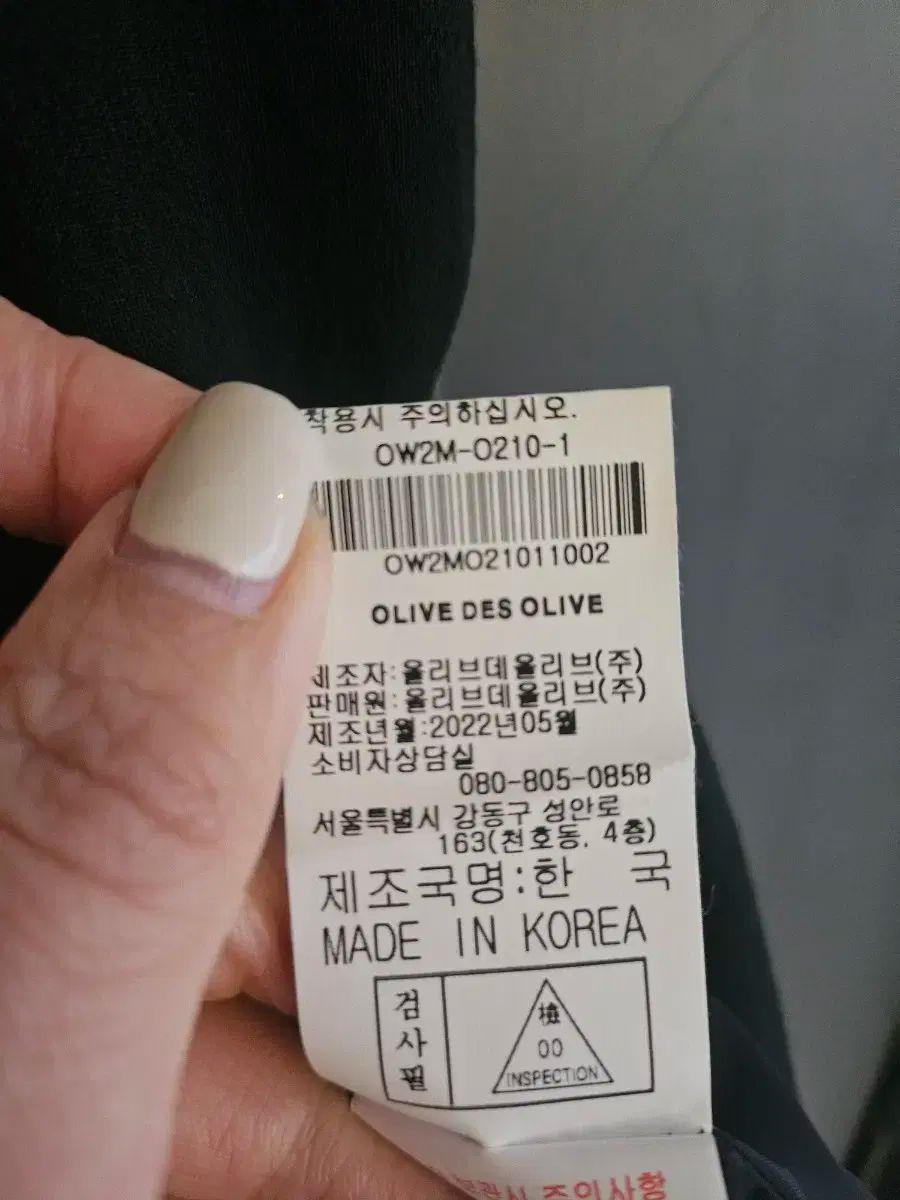 착용시 주의하십시오.
OW2M-O210-1
OW2MO21011002
OLIVE DES OLIVE
제조자:올리브데올리브(주)
판매원:올리브데올리브(주)
제조년월:2022년05월
소비자상담실
080-805-0858
서울특별시 강동구 성안로
163(천호동, 4층)
제조국명:한 국
MADE IN KOREA
검사필
檢
00
INSPECTION
주의사항